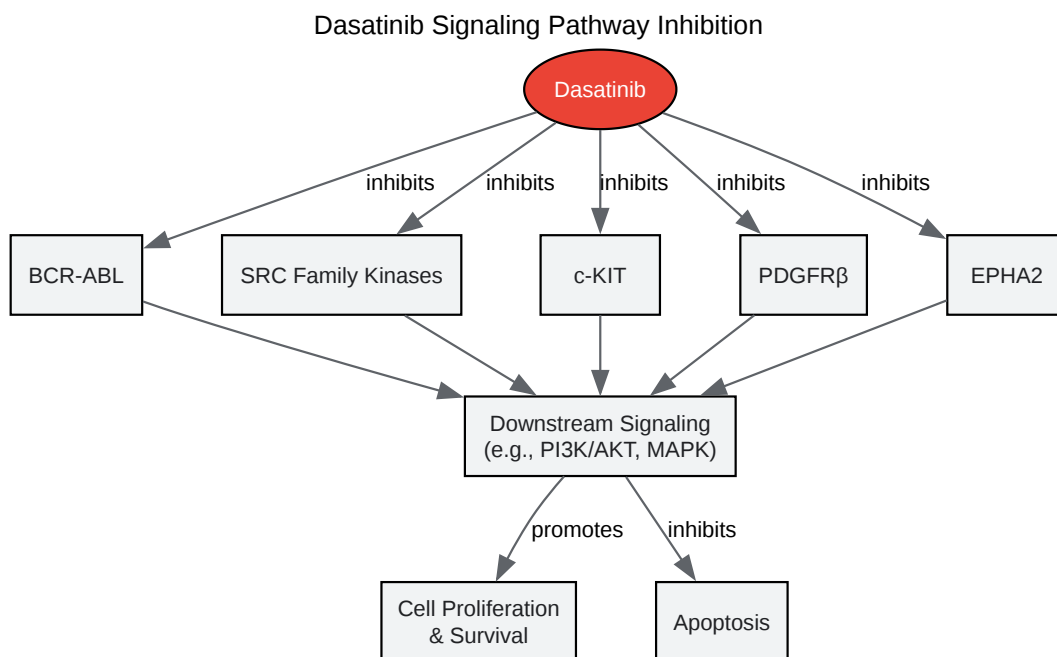 Dasatinib Signaling Pathway Inhibition
Dasatinib
inhibits
inhibits
inhibits
inhibits
inhibits
BCR-ABL
SRC Family Kinases
c-KIT
PDGFRβ
EPHA2
Downstream Signaling
(e.g., PI3K/AKT, MAPK)
promotes
inhibits
Cell Proliferation
& Survival
Apoptosis